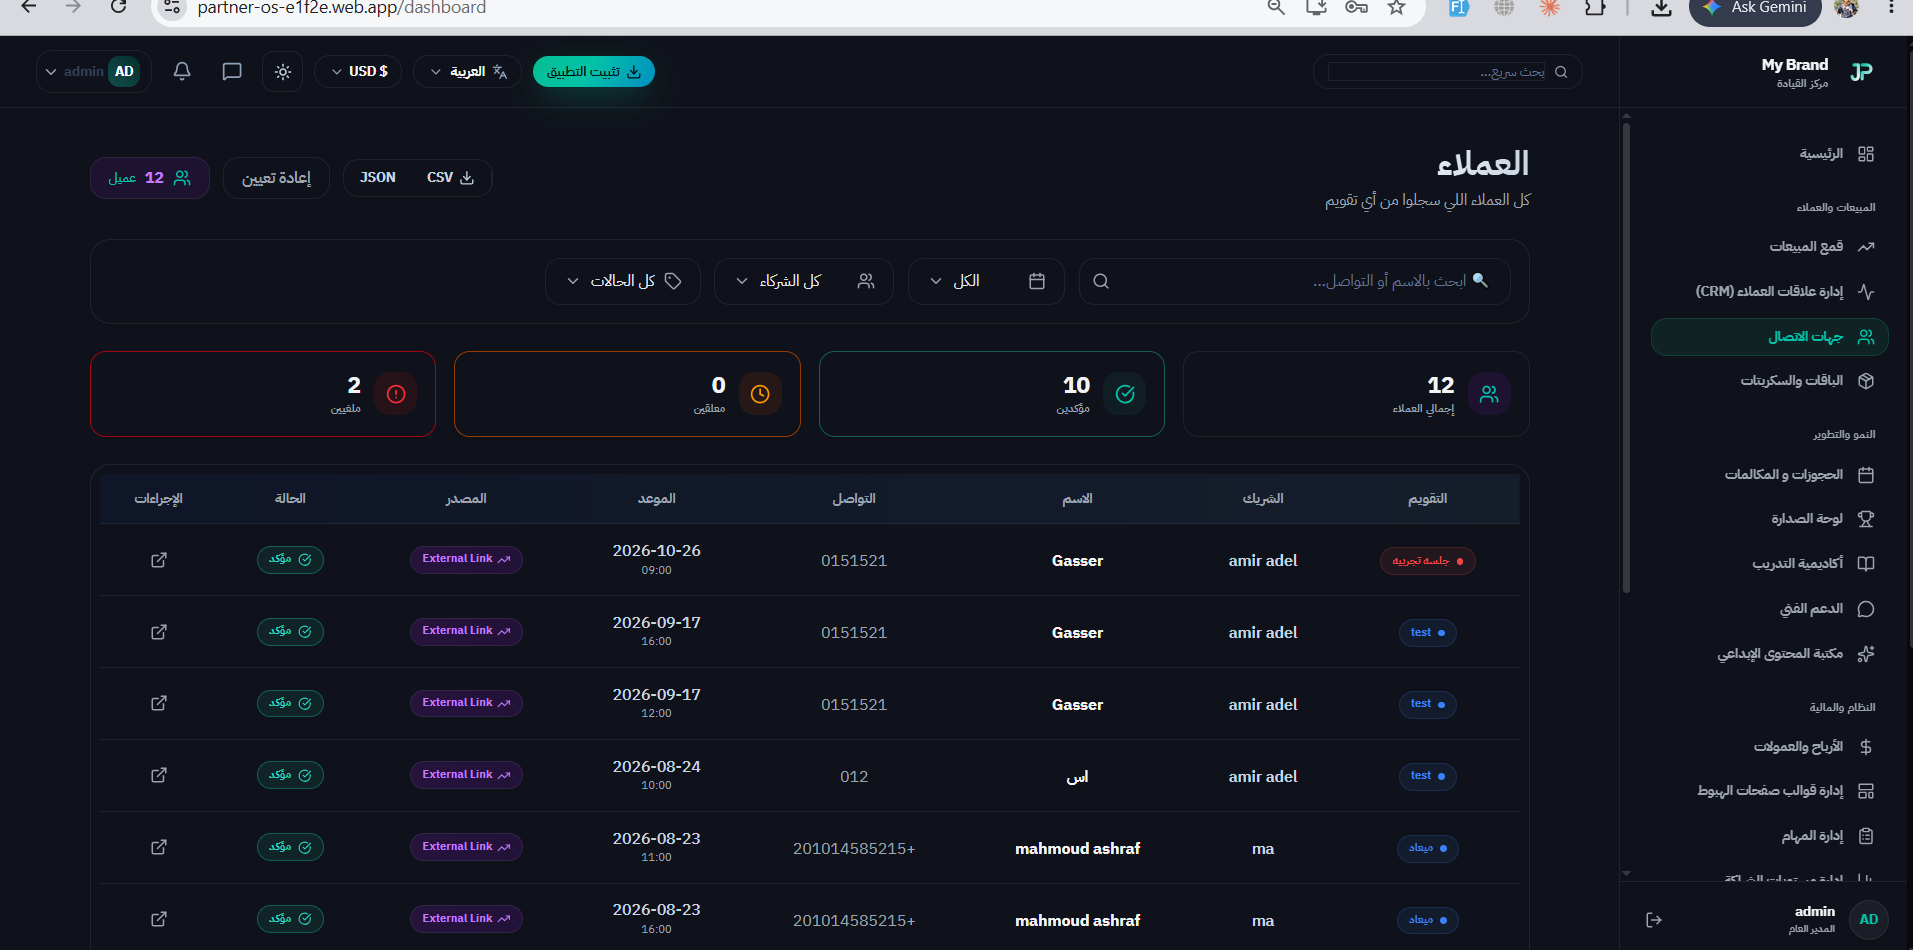 partner-os-e1f2e.web.app/dashboard
Ask Gemini
My Brand
مركز القيادة
بحث سريع...
تثبيت التطبيق
العربية
USD $
admin
AD
الرئيسية
المبيعات والعملاء
قمع المبيعات
إدارة علاقات العملاء (CRM)
جهات الاتصال
الباقات والسكريبتات
النمو والتطوير
الحجوزات و المكالمات
لوحة الصدارة
أكاديمية التدريب
الدعم الفني
مكتبة المحتوى الإبداعي
النظام والمالية
الأرباح والعمولات
إدارة قوالب صفحات الهبوط
إدارة المهام
admin
المدير العام
AD
العملاء
كل العملاء اللي سجلوا من أي تقويم
CSV
JSON
إعادة تعيين
12 عميل
🔍 ابحث بالاسم أو التواصل...
الكل
كل الشركاء
كل الحالات
12
إجمالي العملاء
10
مؤكدين
0
معلقين
2
ملغيين
التقويم الشريك الاسم التواصل الموعد المصدر الحالة الإجراءات
جلسه تجريبيه amir adel Gasser 0151521 2026-10-26 External Link مؤكد
09:00
test amir adel Gasser 0151521 2026-09-17 External Link مؤكد
16:00
test amir adel Gasser 0151521 2026-09-17 External Link مؤكد
12:00
test amir adel اس 012 2026-08-24 External Link مؤكد
10:00
ميعاد ma mahmoud ashraf 201014585215+ 2026-08-23 External Link مؤكد
11:00
ميعاد ma mahmoud ashraf 201014585215+ 2026-08-23 External Link مؤكد
16:00